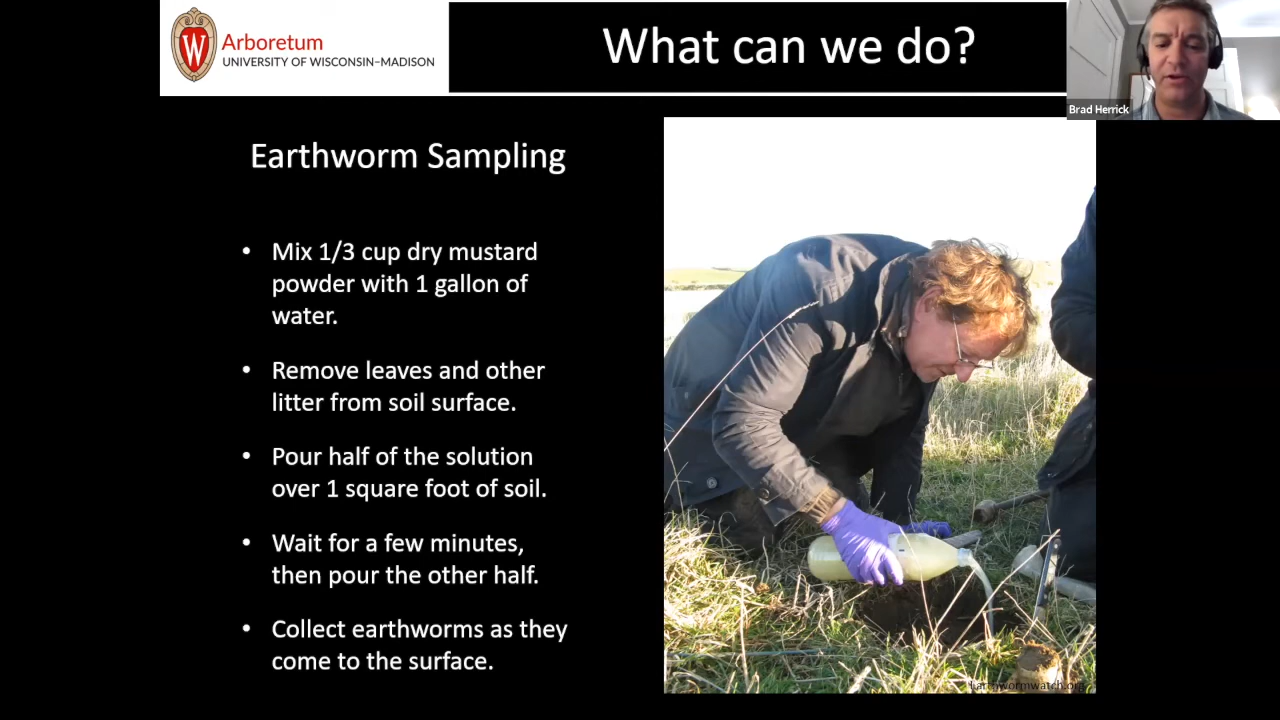 W
Arboretum
UNIVERSITY OF WISCONSIN–MADISON
What can we do?
Brad Herrick
Earthworm Sampling
• Mix 1/3 cup dry mustard
powder with 1 gallon of
water.
• Remove leaves and other
litter from soil surface.
• Pour half of the solution
over 1 square foot of soil.
• Wait for a few minutes,
then pour the other half.
• Collect earthworms as they
come to the surface.
Earthwormwatch.org